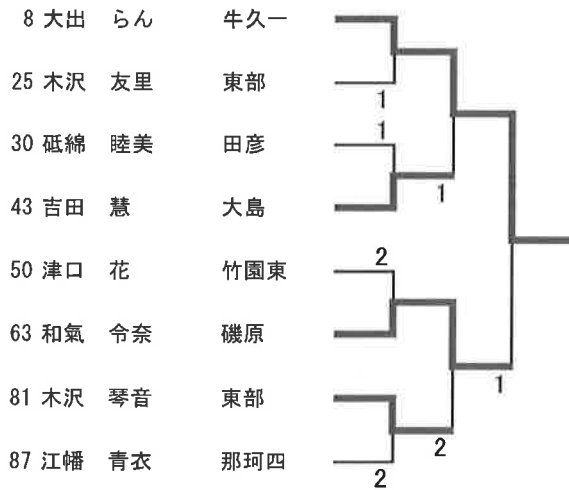 8 大出 らん 牛久一
25 木沢 友里 東部
1
1
30 砥綿 睦美 田彦
43 吉田 慧 大島
1
50 津口 花 竹園東
2
63 和氣 令奈 磯原
1
81 木沢 琴音 東部
2
87 江幡 青衣 那珂四
2